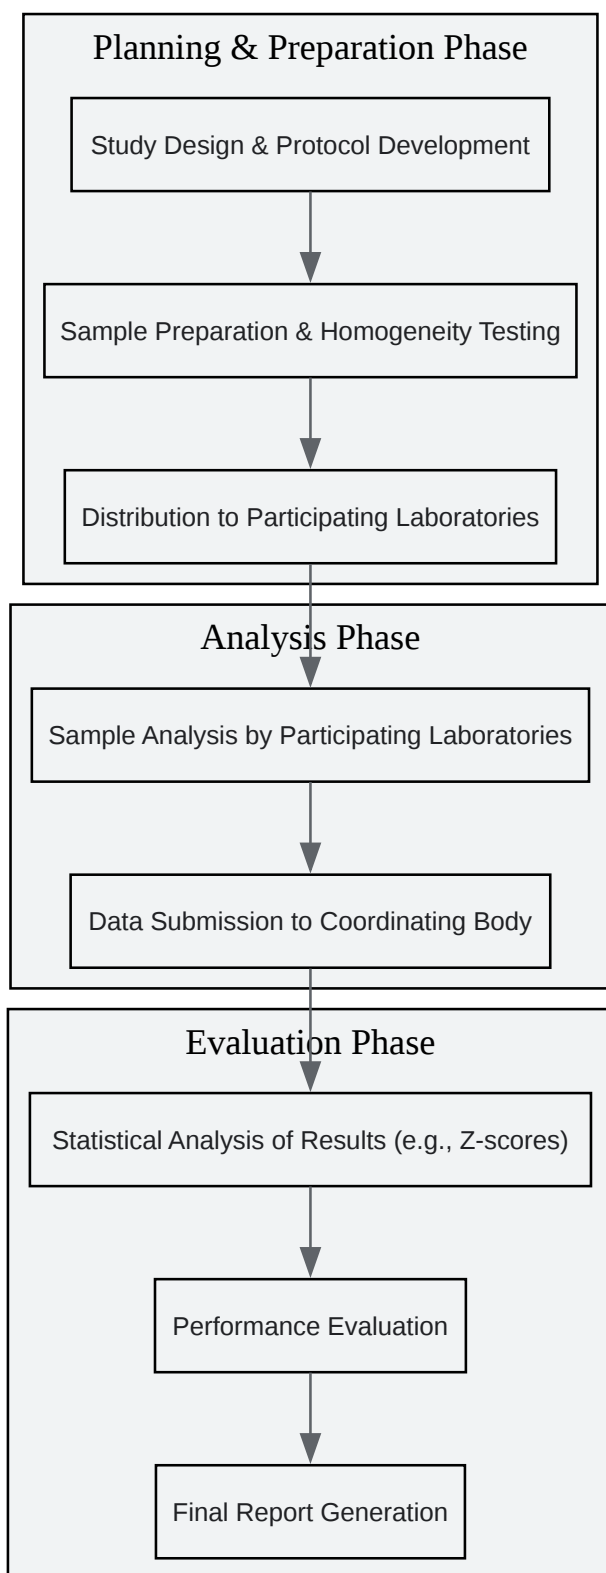 Planning & Preparation Phase
Study Design & Protocol Development
Sample Preparation & Homogeneity Testing
Distribution to Participating Laboratories
Analysis Phase
Sample Analysis by Participating Laboratories
Data Submission to Coordinating Body
Evaluation Phase
Statistical Analysis of Results (e.g., Z-scores)
Performance Evaluation
Final Report Generation